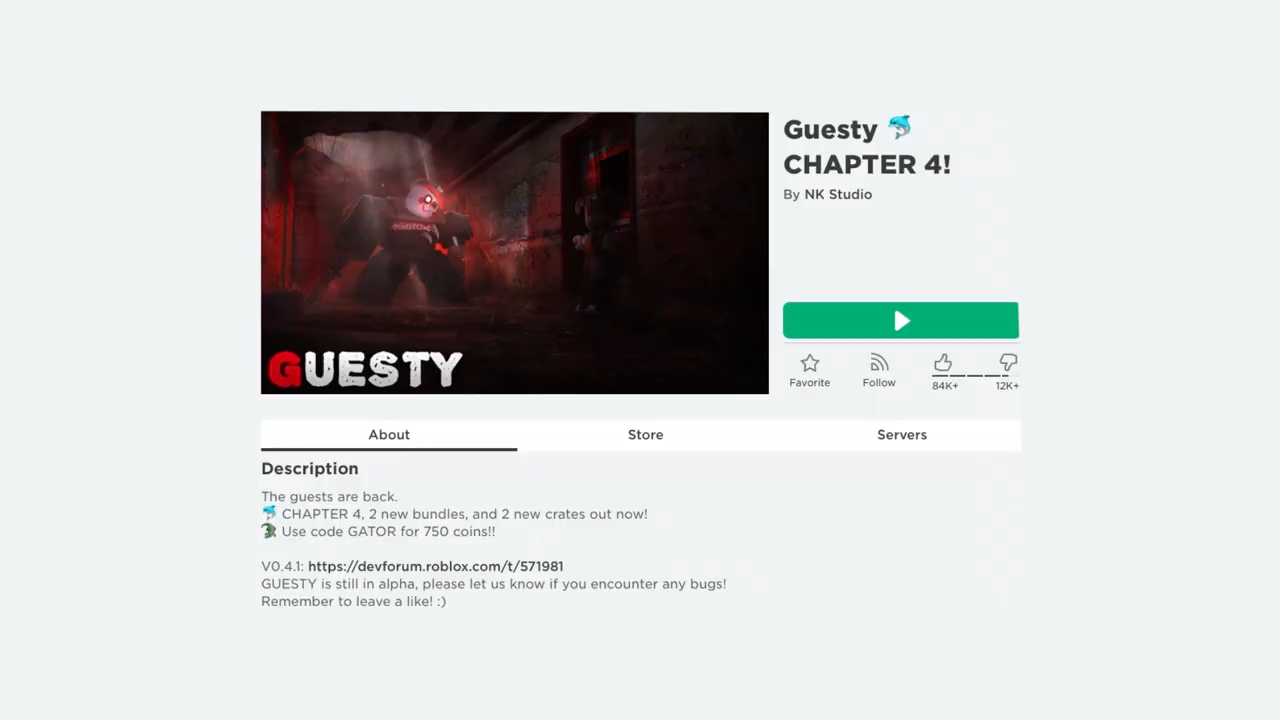 Guesty 🐬
CHAPTER 4!
By NK Studio
GUESTY
Favorite
Follow
84K+
12K+
About
Store
Servers
Description
The guests are back.
🐬 CHAPTER 4, 2 new bundles, and 2 new crates out now!
🐊 Use code GATOR for 750 coins!!
V0.4.1: https://devforum.roblox.com/t/571981
GUESTY is still in alpha, please let us know if you encounter any bugs!
Remember to leave a like! :)